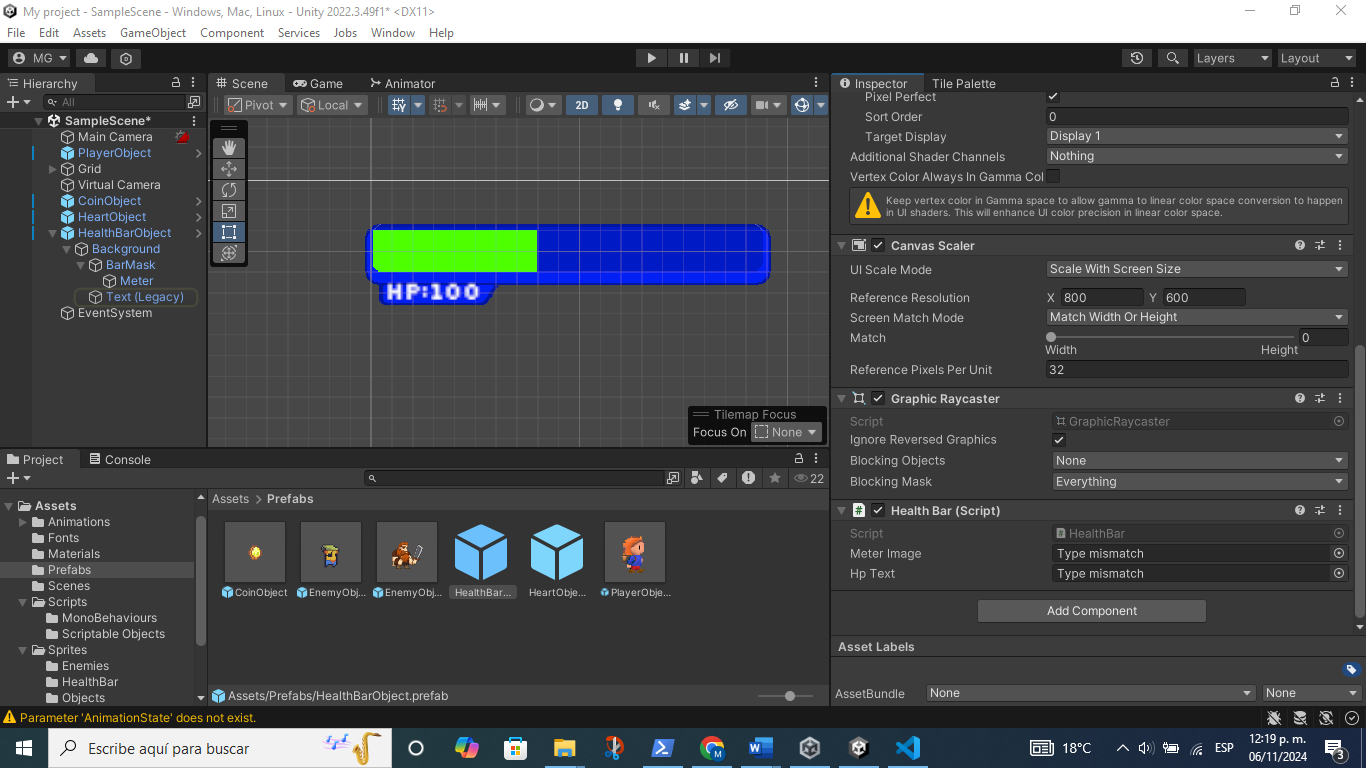 My project - SampleScene - Windows, Mac, Linux - Unity 2022.3.49f1* <DX11>
File Edit Assets GameObject Component Services Jobs Window Help
MG Layers Layout
Hierarchy
All
SampleScene*
Main Camera
PlayerObject
Grid
Virtual Camera
CoinObject
HeartObject
HealthBarObject
Background
BarMask
Meter
Text (Legacy)
EventSystem
Scene Game Animator
Pivot Local 2D
HP:100
Tilemap Focus
Focus On None
Inspector Tile Palette
Pixel Perfect
Sort Order 0
Target Display Display 1
Additional Shader Channels Nothing
Vertex Color Always In Gamma Col
Keep vertex color in Gamma space to allow gamma to linear color space conversion to happen
in UI shaders. This will enhance UI color precision in linear color space.
Canvas Scaler
UI Scale Mode Scale With Screen Size
Reference Resolution X 800 Y 600
Screen Match Mode Match Width Or Height
Match 0
Width Height
Reference Pixels Per Unit 32
Graphic Raycaster
Script GraphicRaycaster
Ignore Reversed Graphics
Blocking Objects None
Blocking Mask Everything
Health Bar (Script)
Script HealthBar
Meter Image Type mismatch
Hp Text Type mismatch
Add Component
Asset Labels
AssetBundle None None
Project Console
22
Assets
Animations
Fonts
Materials
Prefabs
Scenes
Scripts
MonoBehaviours
Scriptable Objects
Sprites
Enemies
HealthBar
Objects
Assets > Prefabs
CoinObject EnemyObj... EnemyObj... HealthBar... HeartObje... PlayerObje...
Assets/Prefabs/HealthBarObject.prefab
Parameter 'AnimationState' does not exist.
Escribe aquí para buscar
18°C ESP 12:19 p. m.
06/11/2024 3